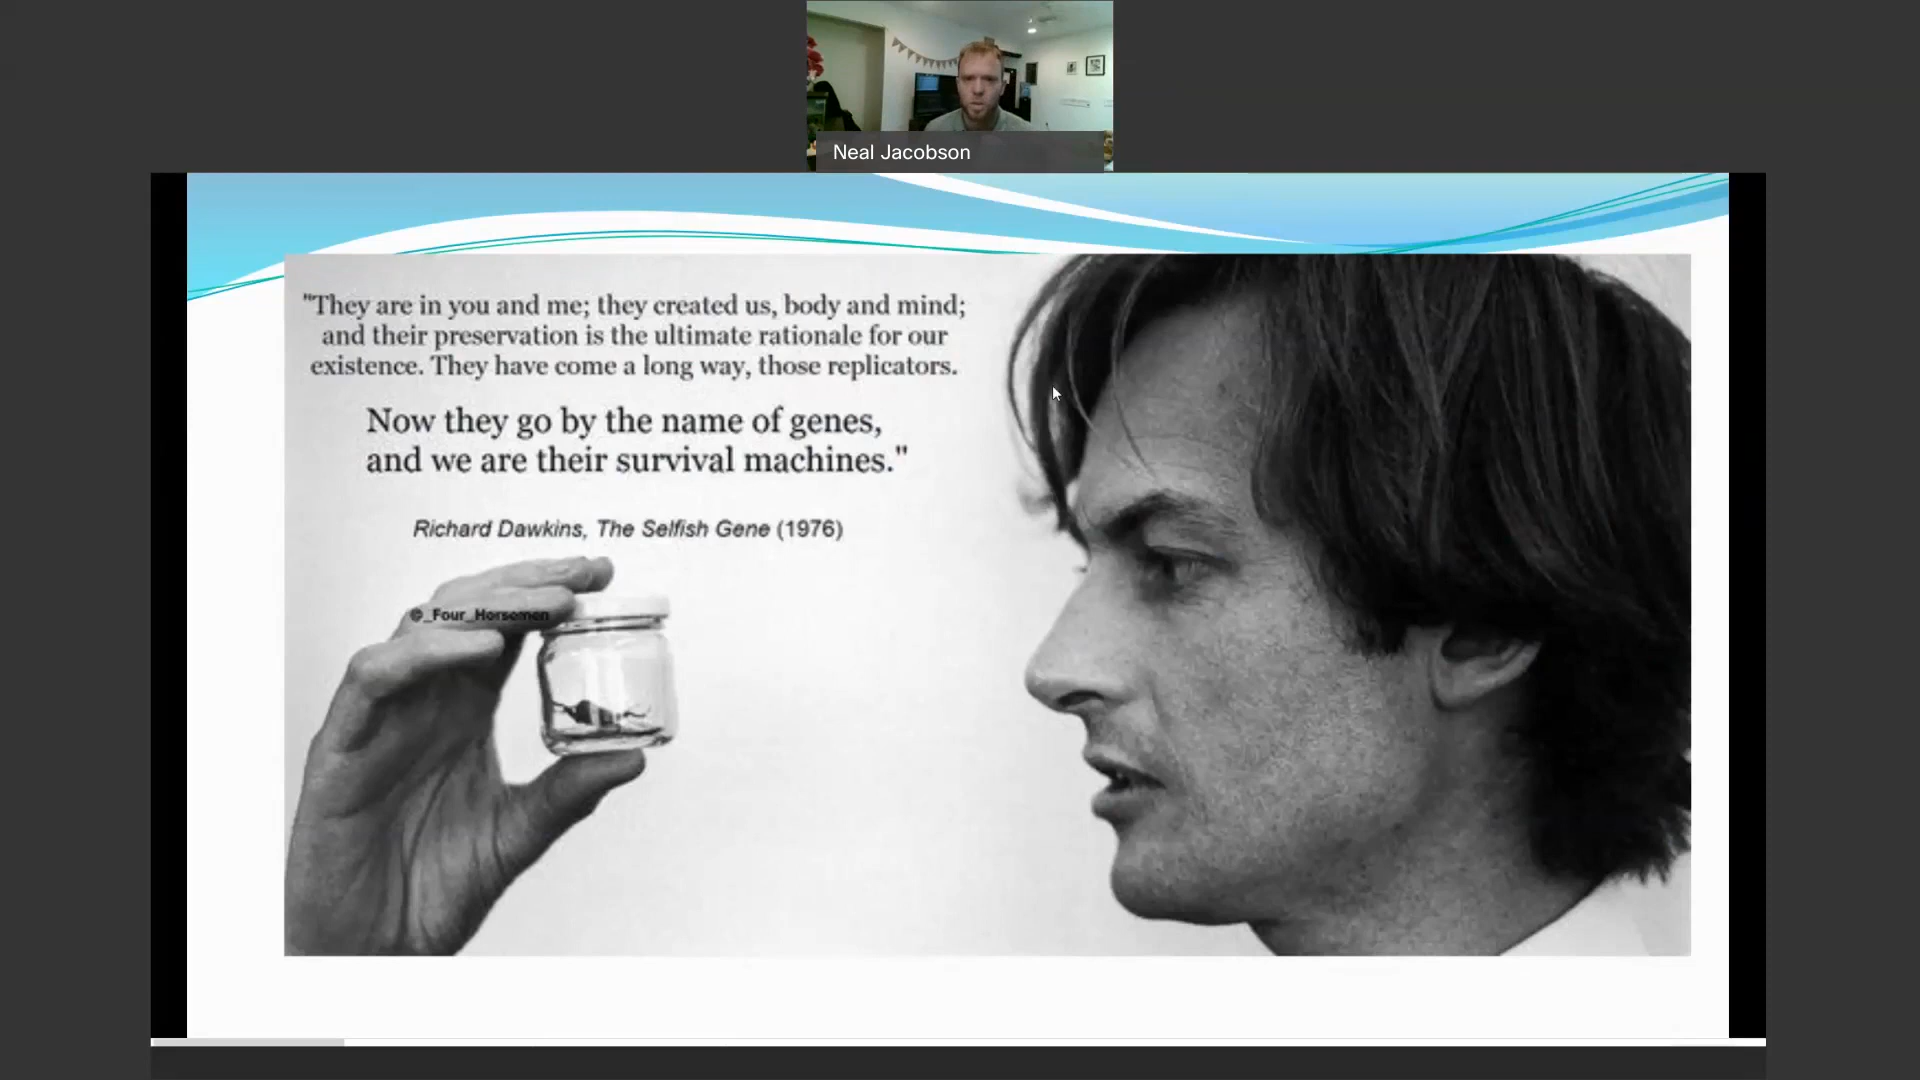 Neal Jacobson
"They are in you and me; they created us, body and mind;
and their preservation is the ultimate rationale for our
existence. They have come a long way, those replicators.
Now they go by the name of genes,
and we are their survival machines."
Richard Dawkins, The Selfish Gene (1976)
@_Four_Horsemen